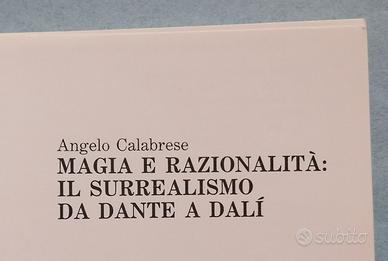 Angelo Calabrese
MAGIA E RAZIONALITÀ:
IL SURREALISMO
DA DANTE A DALÍ
subito